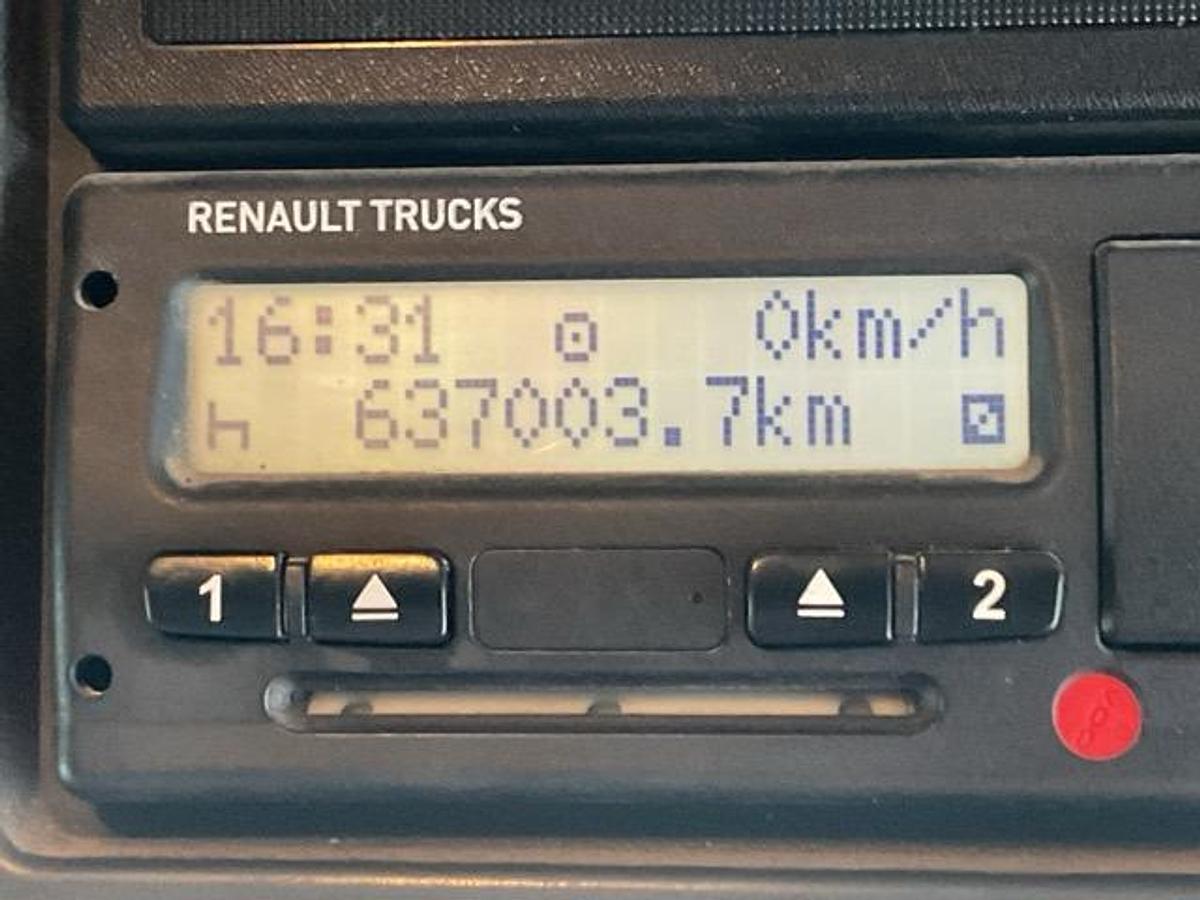 RENAULT TRUCKS
16:31 0km/h
637003.7km
1 2